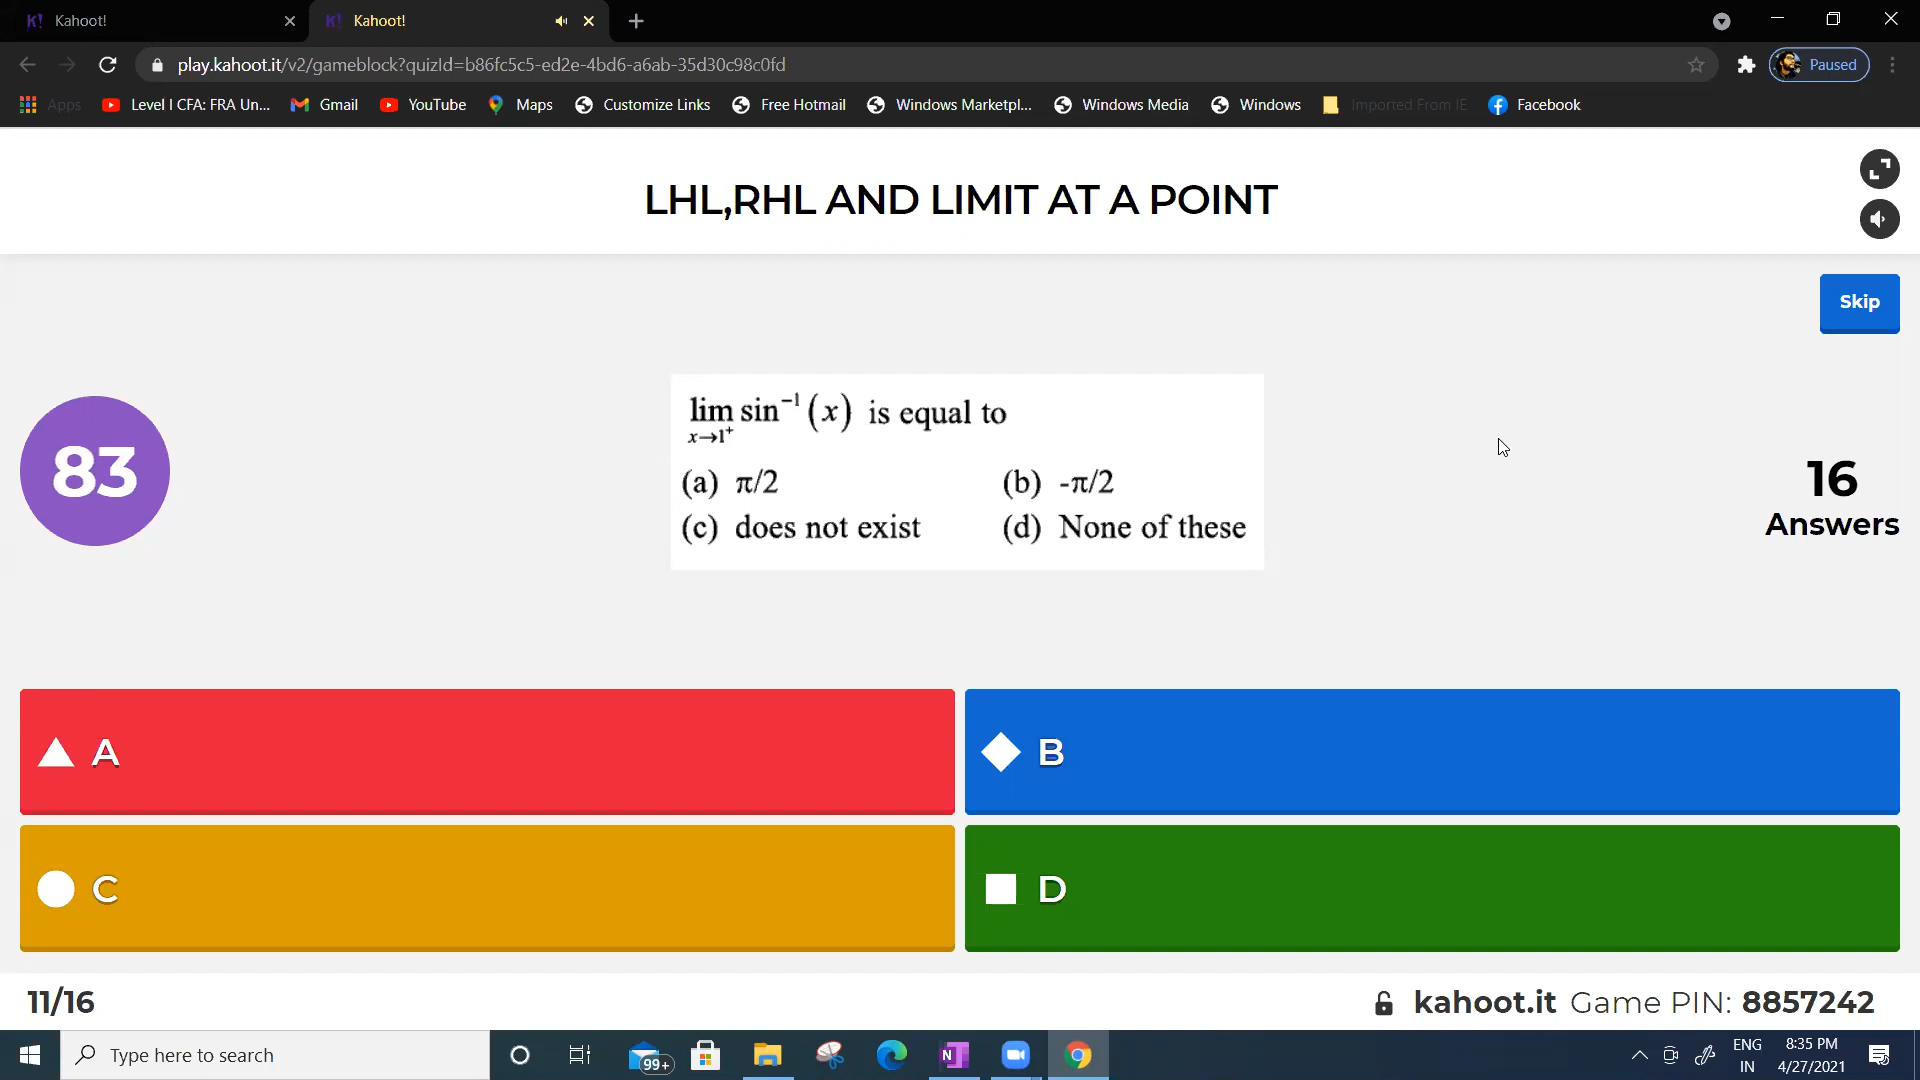 Kahoot!
Kahoot!
play.kahoot.it/v2/gameblock?quizId=b86fc5c5-ed2e-4bd6-a6ab-35d30c98c0fd
Paused
Apps
Level I CFA: FRA Un...
Gmail
YouTube
Maps
Customize Links
Free Hotmail
Windows Marketpl...
Windows Media
Windows
Imported From IE
Facebook
LHL,RHL AND LIMIT AT A POINT
Skip
83
lim sin⁻¹ (x) is equal to
x→1⁺
(a) π/2 (b) -π/2
(c) does not exist (d) None of these
16
Answers
A
B
C
D
11/16
kahoot.it Game PIN: 8857242
Type here to search
99+
ENG
IN
8:35 PM
4/27/2021